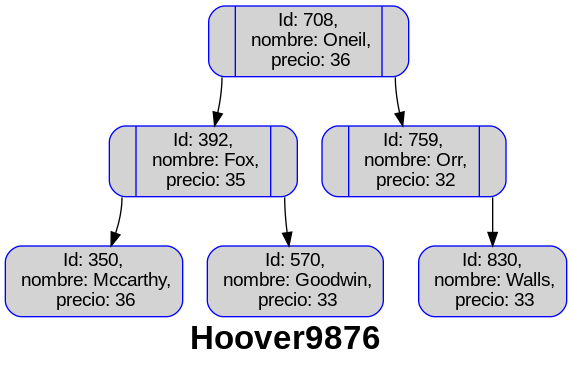 Id: 708,
nombre: Oneil,
precio: 36
Id: 392,
nombre: Fox,
precio: 35
Id: 759,
nombre: Orr,
precio: 32
Id: 350,
nombre: Mccarthy,
precio: 36
Id: 570,
nombre: Goodwin,
precio: 33
Id: 830,
nombre: Walls,
precio: 33
Hoover9876